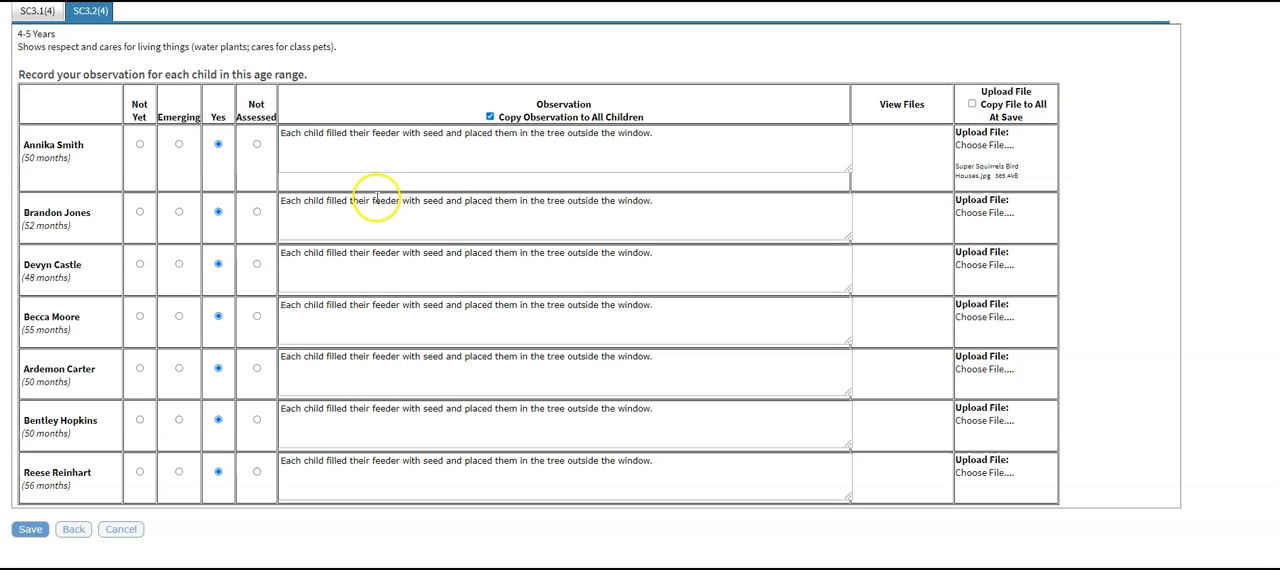 SC3.1(4) SC3.2(4)
4-5 Years
Shows respect and cares for living things (water plants; cares for class pets).
Record your observation for each child in this age range.
Not Yet Emerging Yes Not Assessed Observation View Files Upload File
Copy Observation to All Children Copy File to All At Save
Annika Smith
(50 months)
Each child filled their feeder with seed and placed them in the tree outside the window.
Upload File:
Choose File....
Super Squirrels Bird
Houses.jpg 365.4kB
Brandon Jones
(52 months)
Each child filled their feeder with seed and placed them in the tree outside the window.
Upload File:
Choose File....
Devyn Castle
(48 months)
Each child filled their feeder with seed and placed them in the tree outside the window.
Upload File:
Choose File....
Becca Moore
(55 months)
Each child filled their feeder with seed and placed them in the tree outside the window.
Upload File:
Choose File....
Ardemon Carter
(50 months)
Each child filled their feeder with seed and placed them in the tree outside the window.
Upload File:
Choose File....
Bentley Hopkins
(50 months)
Each child filled their feeder with seed and placed them in the tree outside the window.
Upload File:
Choose File....
Reese Reinhart
(56 months)
Each child filled their feeder with seed and placed them in the tree outside the window.
Upload File:
Choose File....
Save Back Cancel